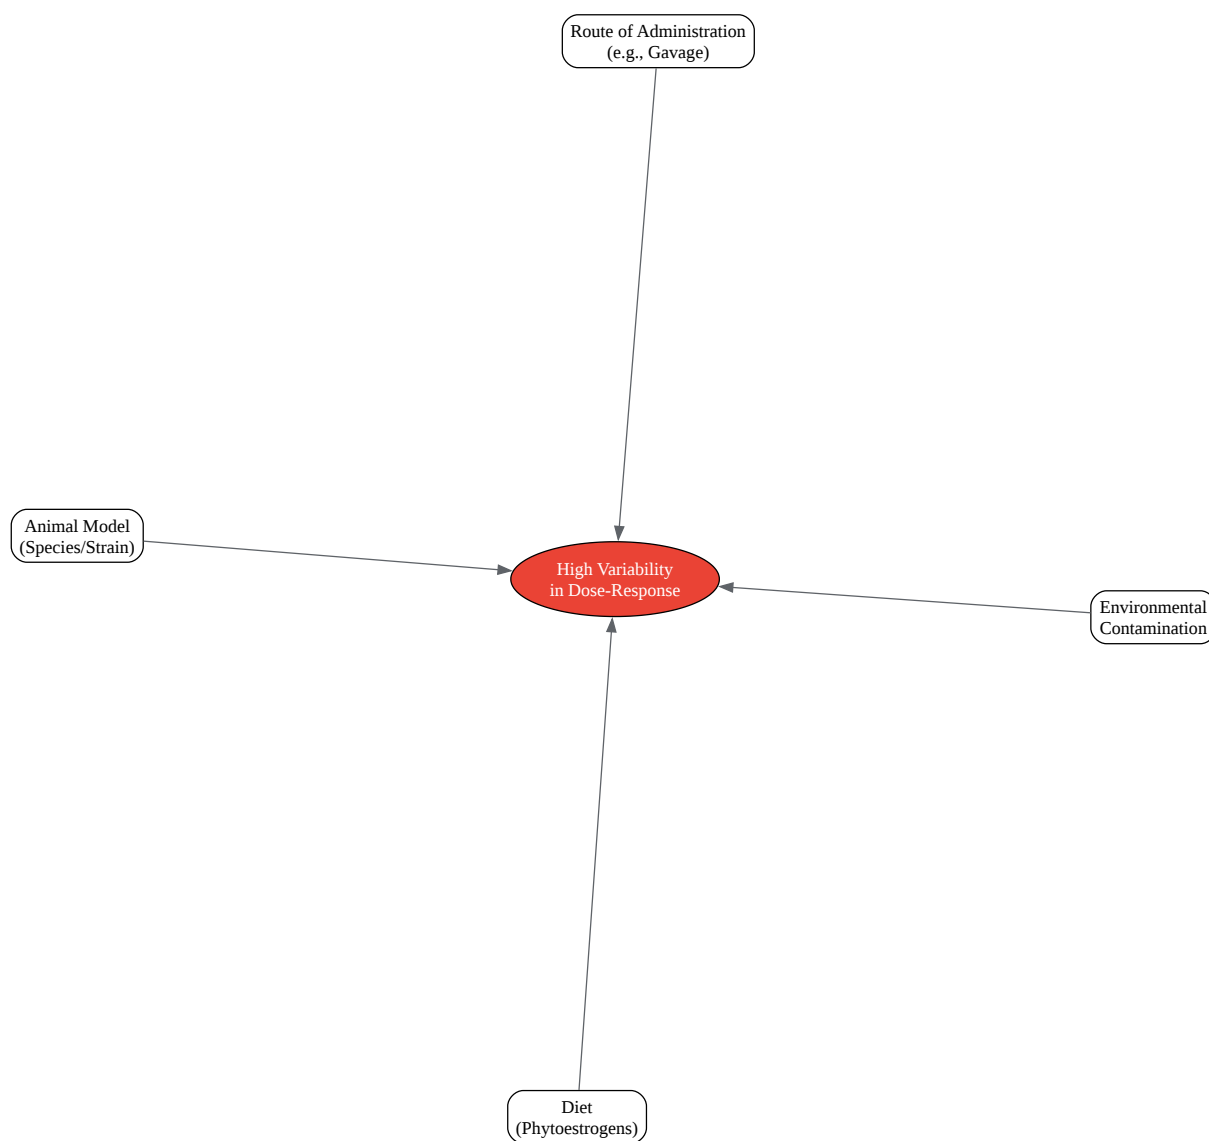 Route of Administration
(e.g., Gavage)
Animal Model
(Species/Strain)
High Variability
in Dose-Response
Environmental
Contamination
Diet
(Phytoestrogens)